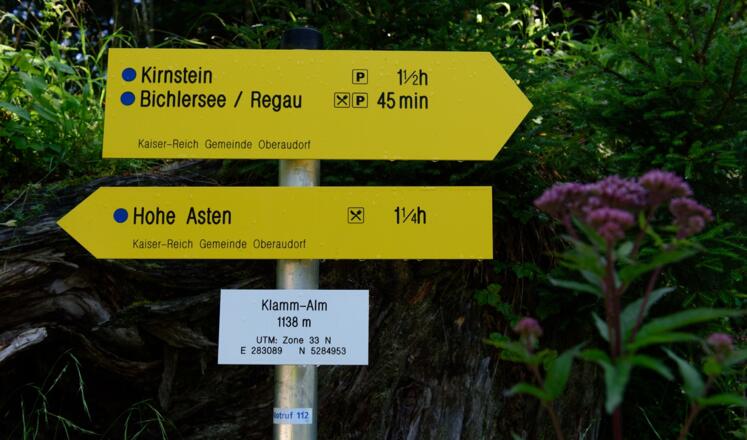 Kirnstein P 1½h
Bichlersee / Regau P 45 min
Kaiser-Reich Gemeinde Oberaudorf
Hohe Asten 1¼h
Kaiser-Reich Gemeinde Oberaudorf
Klamm-Alm
1138 m
UTM: Zone 33 N
E 283089 N 5284953
Notruf 112